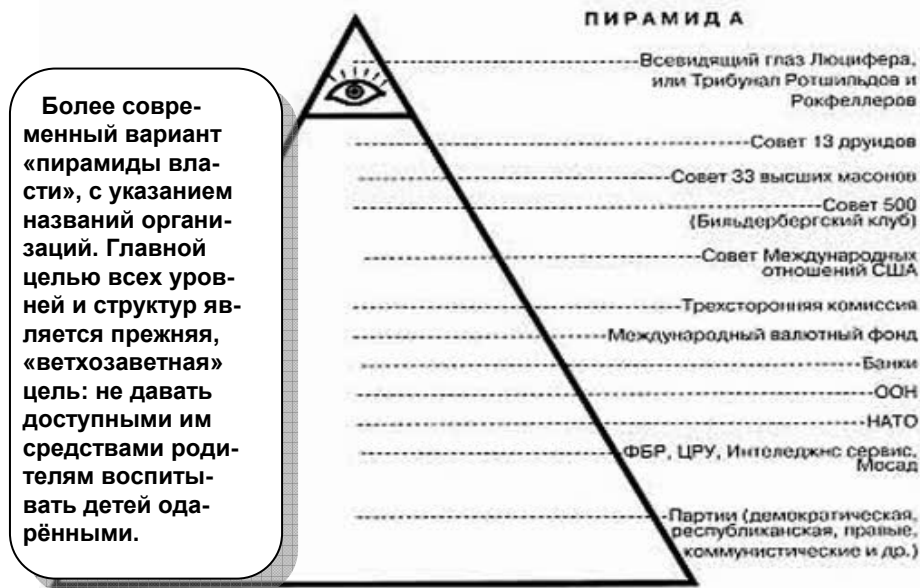 ПИРАМИДА
Всевидящий глаз Люцифера,
или Трибунал Ротшильдов и
Рокфеллеров
Совет 13 друидов
Совет 33 высших масонов
Совет 500
(Бильдербергский клуб)
Совет Международных
отношений США
Трехсторонняя комиссия
Международный валютный фонд
Банки
ООН
НАТО
ФБР, ЦРУ, Интеледжнс сервис,
Мосад
Партии (демократическая,
республиканская, правые,
коммунистические и др.)
Более совре-
менный вариант
«пирамиды вла-
сти», с указанием
названий органи-
заций. Главной
целью всех уров-
ней и структур яв-
ляется прежняя,
«ветхозаветная»
цель: не давать
доступными им
средствами роди-
телям воспиты-
вать детей ода-
рёнными.